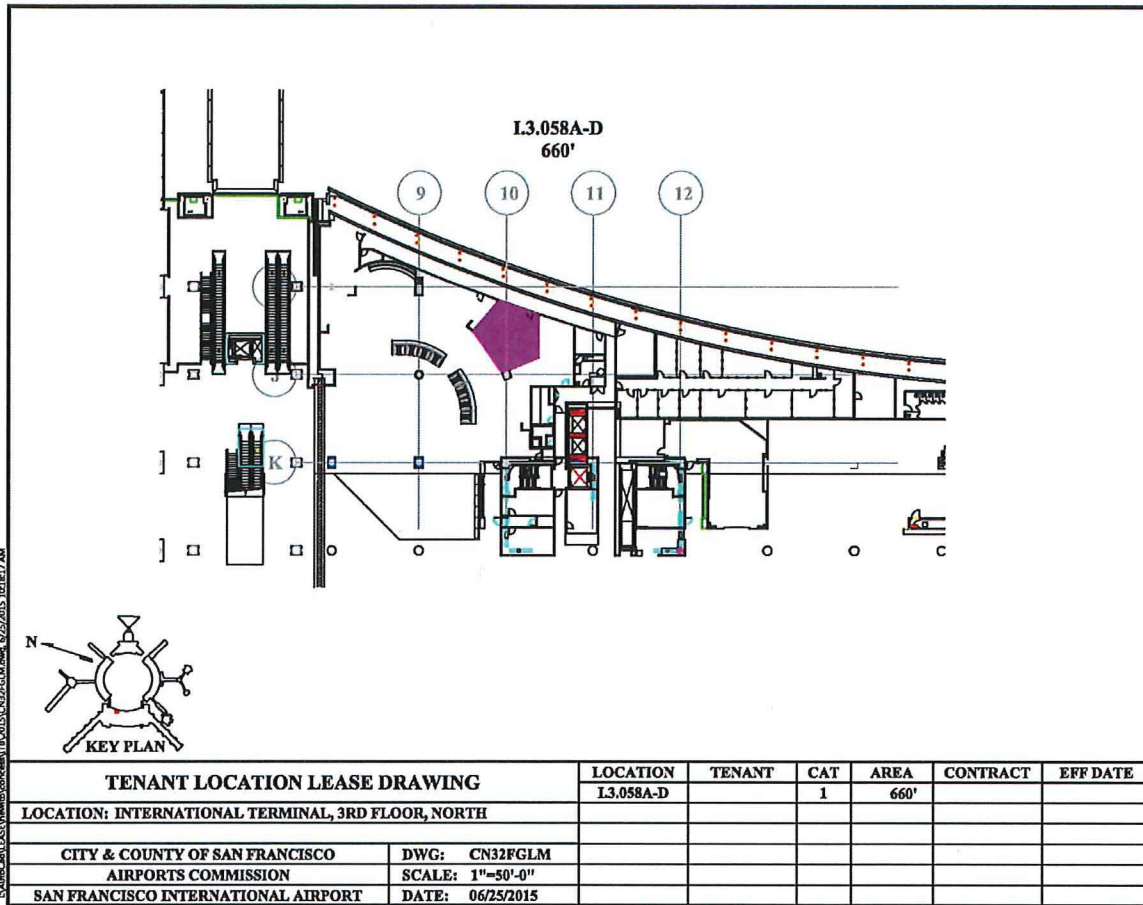 I.3.058A-D
660'
9 10 11 12
J
K
N
KEY PLAN
TENANT LOCATION LEASE DRAWING
LOCATION: INTERNATIONAL TERMINAL, 3RD FLOOR, NORTH
CITY & COUNTY OF SAN FRANCISCO
AIRPORTS COMMISSION
SAN FRANCISCO INTERNATIONAL AIRPORT
DWG: CN32FGLM
SCALE: 1"=50'-0"
DATE: 06/25/2015
LOCATION TENANT CAT AREA CONTRACT EFF DATE
I.3.058A-D 1 660'